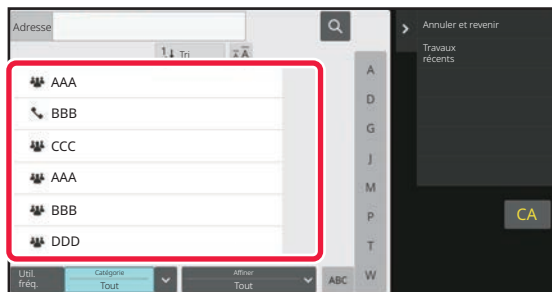 Adresse
1 Tri
A
AAA
BBB
CCC
AAA
BBB
DDD
A
D
G
J
M
P
T
W
Util.
fréq.
Catégorie
Tout
Affiner
Tout
ABC
Annuler et revenir
Travaux
récents
CA